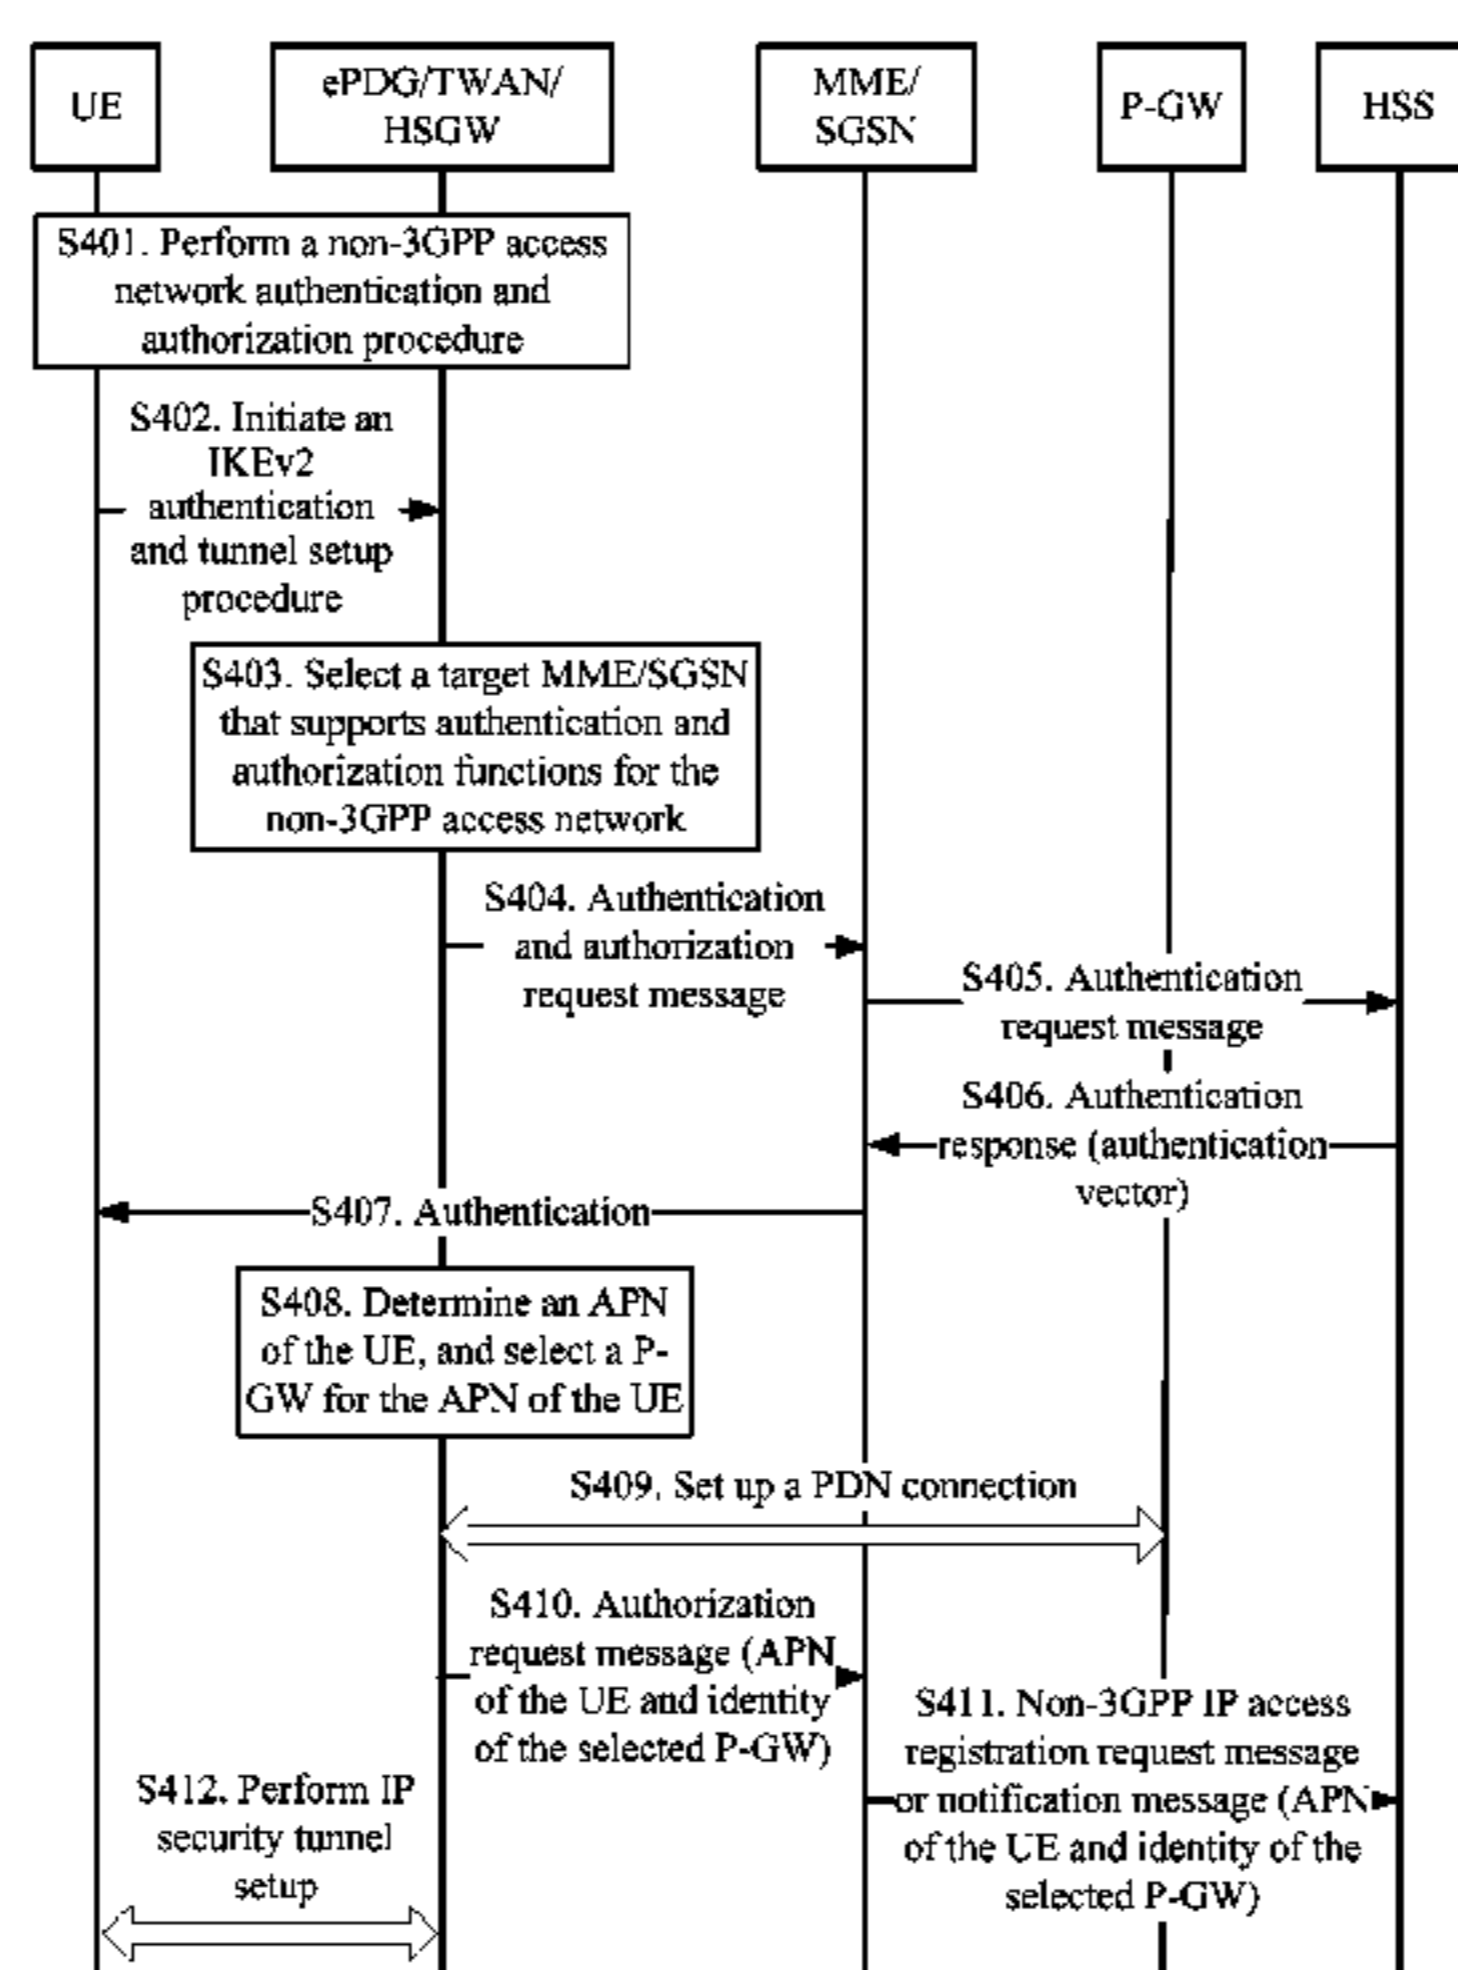 UE
ePDG/TWAN/
HSGW
MME/
SGSN
P-GW
HSS
S401. Perform a non-3GPP access
network authentication and
authorization procedure
S402. Initiate an
IKEv2
authentication
and tunnel setup
procedure
S403. Select a target MME/SGSN
that supports authentication and
authorization functions for the
non-3GPP access network
S404. Authentication
and authorization
request message
S405. Authentication
request message
S406. Authentication
response (authentication
vector)
S407. Authentication
S408. Determine an APN
of the UE, and select a P-
GW for the APN of the UE
S409. Set up a PDN connection
S410. Authorization
request message (APN
of the UE and identity
of the selected P-GW)
S411. Non-3GPP IP access
registration request message
or notification message (APN
of the UE and identity of the
selected P-GW)
S412. Perform IP
security tunnel
setup